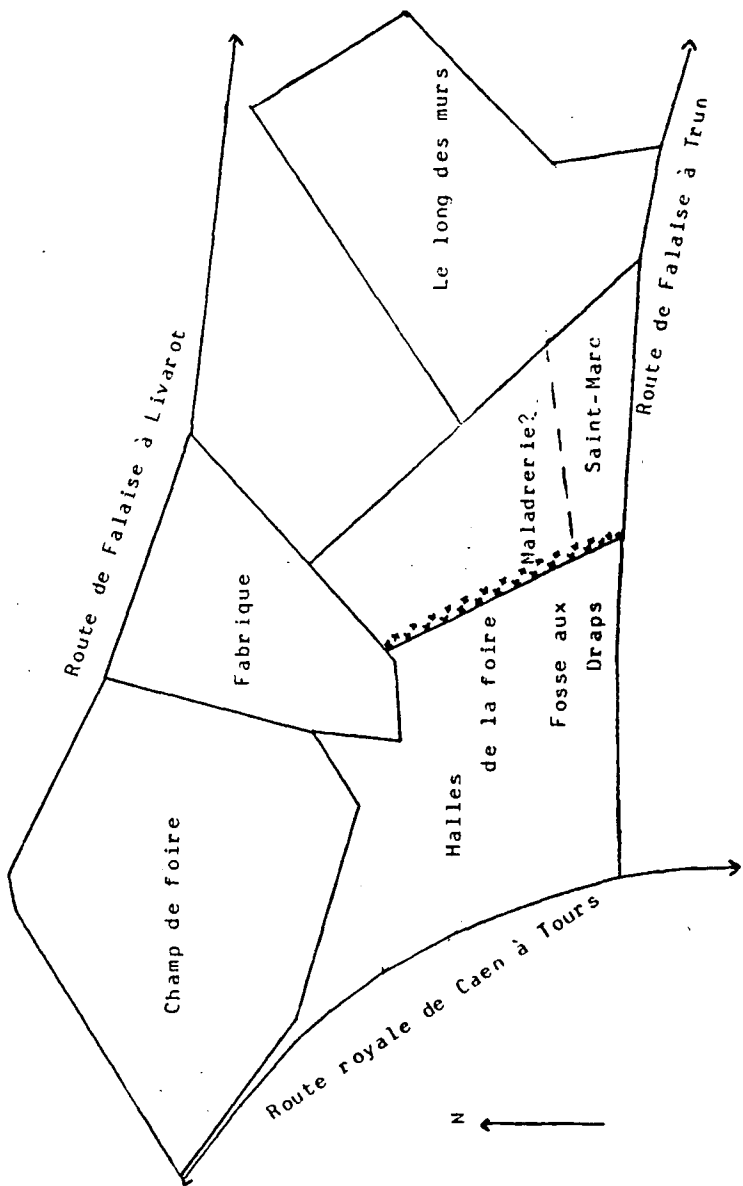 Route de Falaise à Livarot
Le long des murs
Route de Falaise à Trun
Fabrique
Maladrerie?
Saint-Marc
Champ de foire
Halles
de la foire
Fosse aux
Draps
Route royale de Caen à Tours
N